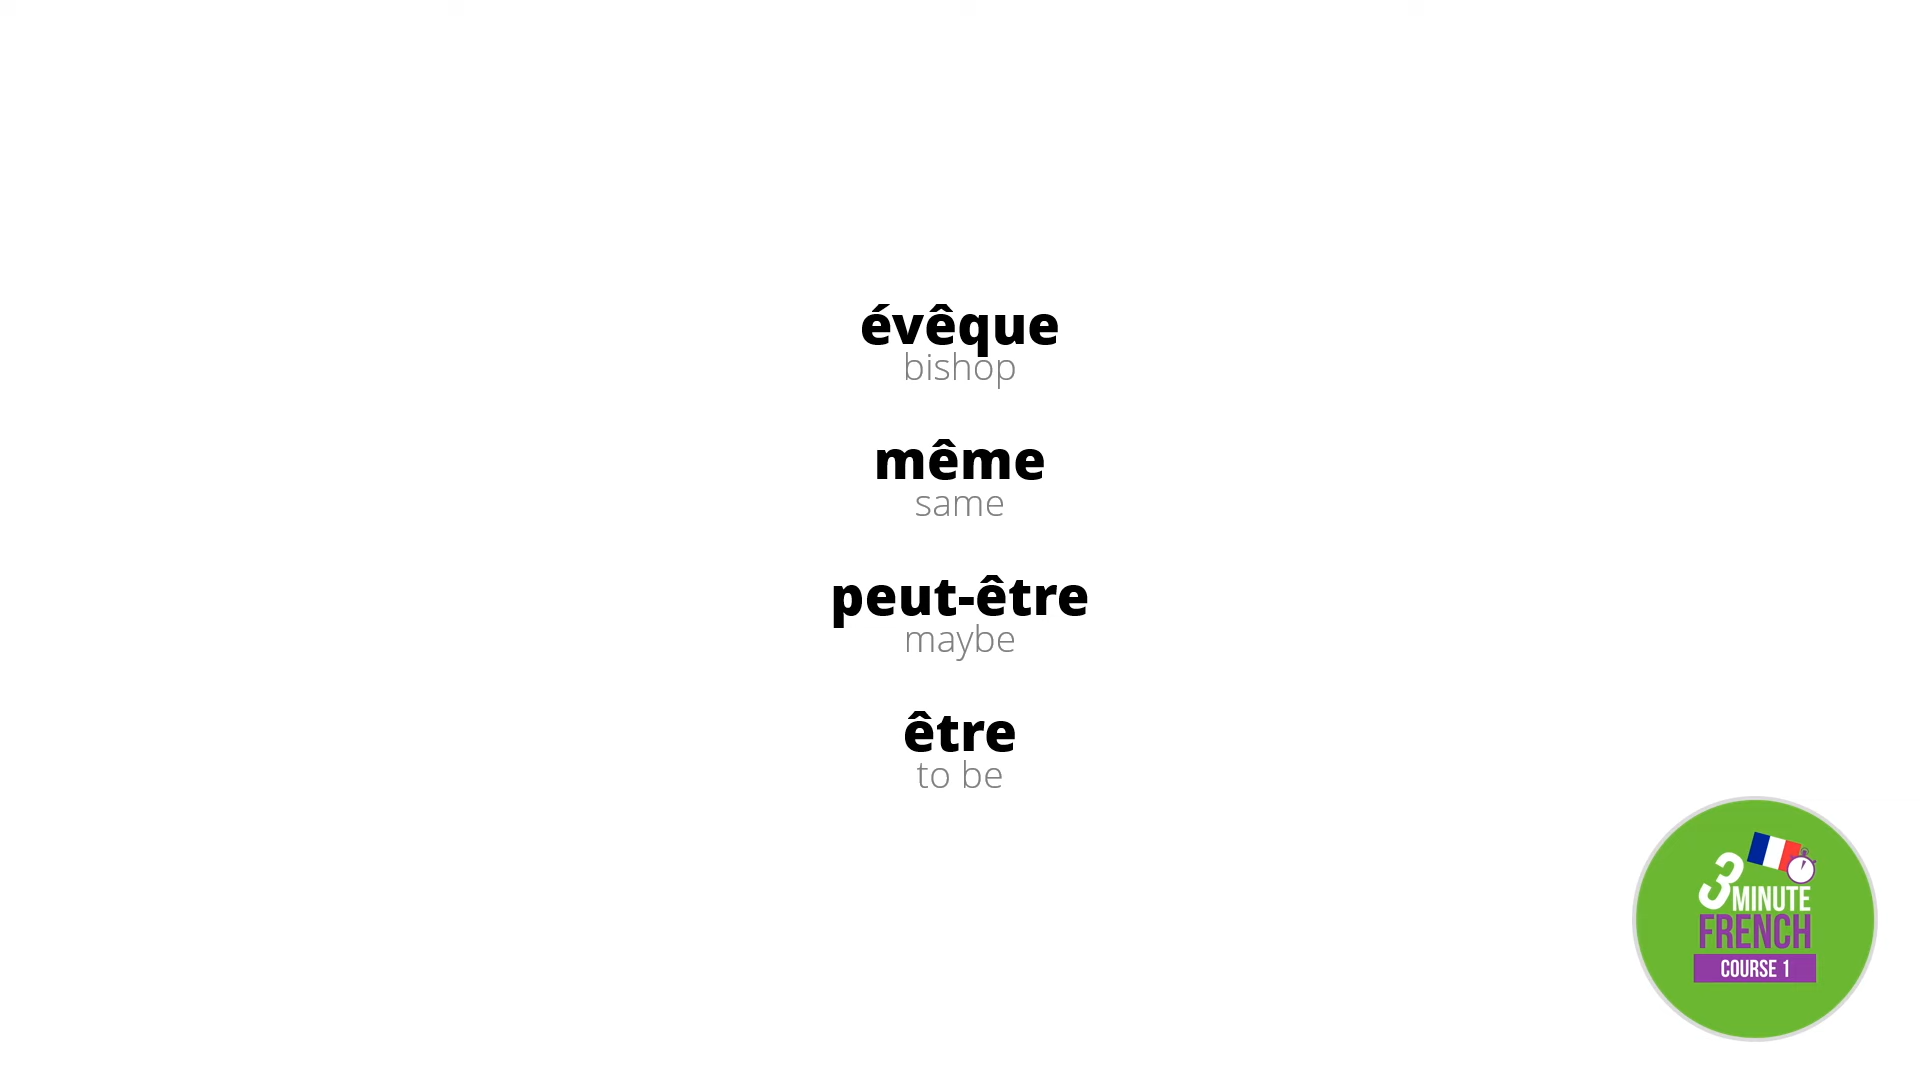 évêque
bishop
même
same
peut-être
maybe
être
to be
3 MINUTE
FRENCH
COURSE 1